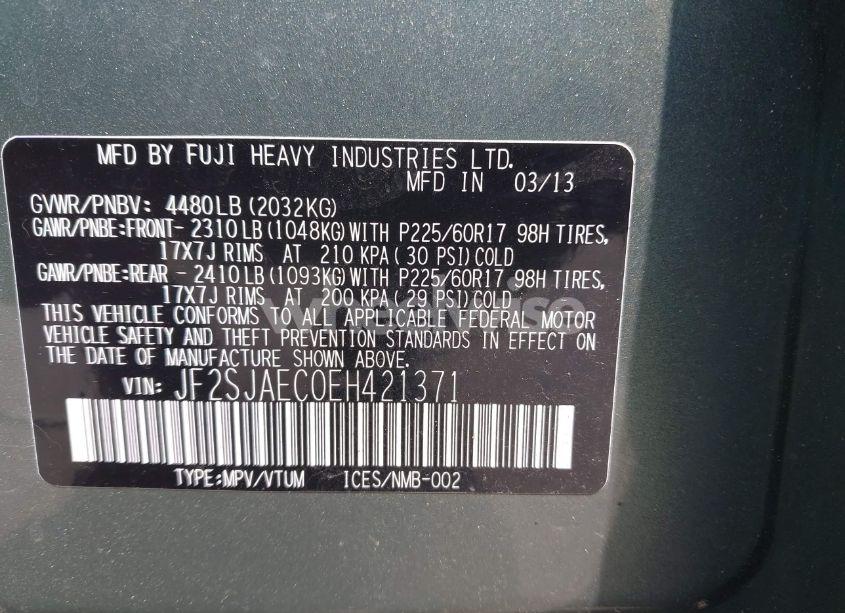 MFD BY FUJI HEAVY INDUSTRIES LTD.
MFD IN 03/13
GVWR/PNBV: 4480LB (2032KG)
GAWR/PNBE:FRONT- 2310LB (1048KG) WITH P225/60R17 98H TIRES,
17X7J RIMS AT 210 KPA ( 30 PSI) COLD
GAWR/PNBE:REAR - 2410LB (1093KG) WITH P225/60R17 98H TIRES,
17X7J RIMS AT 200 KPA (29 PSI) COLD
THIS VEHICLE CONFORMS TO ALL APPLICABLE FEDERAL MOTOR
VEHICLE SAFETY AND THEFT PREVENTION STANDARDS IN EFFECT ON
THE DATE OF MANUFACTURE SHOWN ABOVE.
VIN: JF2SJAEC0EH421371
TYPE:MPV/VTUM ICES/NMB-002